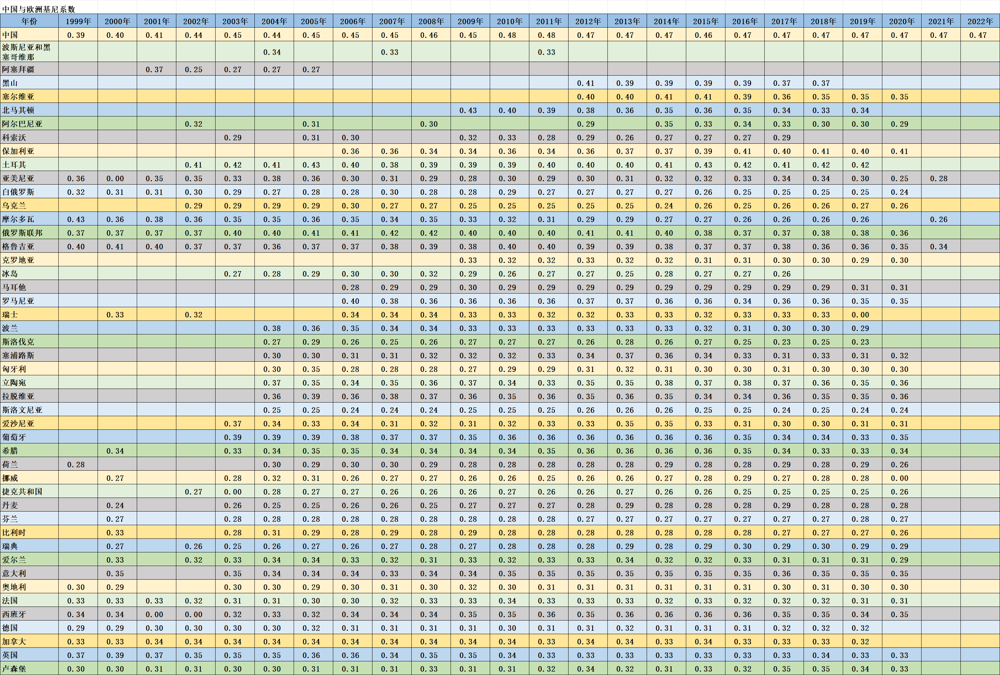 中国与欧洲基尼系数
年份 1999年 2000年 2001年 2002年 2003年 2004年 2005年 2006年 2007年 2008年 2009年 2010年 2011年 2012年 2013年 2014年 2015年 2016年 2017年 2018年 2019年 2020年 2021年 2022年
中国 0.39 0.40 0.41 0.44 0.45 0.44 0.45 0.45 0.45 0.46 0.45 0.48 0.48 0.47 0.47 0.47 0.46 0.47 0.47 0.47 0.47 0.47 0.47 0.47
波斯尼亚和黑
塞哥维那 0.34 0.33 0.33
阿塞拜疆 0.37 0.25 0.27 0.27 0.27
黑山 0.41 0.39 0.39 0.39 0.39 0.37 0.37
塞尔维亚 0.40 0.40 0.41 0.41 0.39 0.36 0.35 0.35 0.35
北马其顿 0.43 0.40 0.39 0.38 0.36 0.35 0.36 0.35 0.34 0.33 0.34
阿尔巴尼亚 0.32 0.31 0.30 0.29 0.35 0.33 0.34 0.33 0.30 0.30 0.29
科索沃 0.29 0.31 0.30 0.32 0.33 0.28 0.29 0.26 0.27 0.27 0.27 0.29
保加利亚 0.36 0.36 0.34 0.34 0.36 0.34 0.36 0.37 0.37 0.39 0.41 0.40 0.41 0.40 0.41
土耳其 0.41 0.42 0.41 0.43 0.40 0.38 0.39 0.39 0.39 0.40 0.40 0.40 0.41 0.43 0.42 0.41 0.42 0.42
亚美尼亚 0.36 0.00 0.35 0.35 0.33 0.38 0.36 0.30 0.31 0.29 0.28 0.30 0.29 0.30 0.31 0.32 0.32 0.33 0.34 0.34 0.30 0.25 0.28
白俄罗斯 0.32 0.31 0.31 0.30 0.29 0.27 0.28 0.28 0.30 0.28 0.28 0.29 0.27 0.27 0.27 0.27 0.26 0.25 0.25 0.25 0.25 0.24
乌克兰 0.29 0.29 0.29 0.29 0.30 0.27 0.27 0.25 0.25 0.25 0.25 0.25 0.24 0.26 0.25 0.26 0.26 0.27 0.26
摩尔多瓦 0.43 0.36 0.38 0.36 0.35 0.35 0.36 0.35 0.34 0.35 0.33 0.32 0.31 0.29 0.29 0.27 0.27 0.26 0.26 0.26 0.26 0.26
俄罗斯联邦 0.37 0.37 0.37 0.37 0.40 0.40 0.41 0.41 0.42 0.42 0.40 0.40 0.40 0.41 0.41 0.40 0.38 0.37 0.37 0.38 0.38 0.36
格鲁吉亚 0.40 0.41 0.40 0.37 0.37 0.36 0.37 0.37 0.38 0.39 0.38 0.40 0.40 0.39 0.39 0.38 0.37 0.37 0.38 0.36 0.36 0.35 0.34
克罗地亚 0.33 0.32 0.32 0.33 0.32 0.32 0.31 0.31 0.30 0.30 0.29 0.30
冰岛 0.27 0.28 0.29 0.30 0.30 0.32 0.29 0.26 0.27 0.27 0.25 0.28 0.27 0.27 0.26
马耳他 0.28 0.29 0.29 0.30 0.29 0.29 0.29 0.29 0.29 0.29 0.29 0.29 0.29 0.31 0.31
罗马尼亚 0.40 0.38 0.36 0.36 0.36 0.36 0.37 0.37 0.36 0.36 0.34 0.36 0.36 0.35 0.35
瑞士 0.33 0.32 0.34 0.34 0.34 0.33 0.33 0.32 0.32 0.33 0.33 0.32 0.33 0.33 0.33 0.00
波兰 0.38 0.36 0.35 0.34 0.34 0.33 0.33 0.33 0.33 0.33 0.33 0.32 0.31 0.30 0.30 0.29
斯洛伐克 0.27 0.29 0.26 0.25 0.26 0.27 0.27 0.27 0.26 0.28 0.26 0.27 0.25 0.23 0.25 0.23
塞浦路斯 0.30 0.30 0.31 0.31 0.32 0.32 0.32 0.33 0.34 0.37 0.36 0.34 0.33 0.31 0.33 0.31 0.32
匈牙利 0.30 0.35 0.28 0.28 0.28 0.27 0.29 0.29 0.31 0.32 0.31 0.30 0.30 0.31 0.30 0.30 0.30
立陶宛 0.37 0.35 0.34 0.35 0.36 0.37 0.34 0.33 0.35 0.35 0.38 0.37 0.38 0.37 0.36 0.35 0.36
拉脱维亚 0.36 0.39 0.36 0.38 0.37 0.36 0.35 0.36 0.35 0.36 0.35 0.34 0.34 0.36 0.35 0.35 0.36
斯洛文尼亚 0.25 0.25 0.24 0.24 0.24 0.25 0.25 0.25 0.26 0.26 0.26 0.25 0.25 0.24 0.25 0.24 0.24
爱沙尼亚 0.37 0.34 0.33 0.34 0.31 0.32 0.31 0.32 0.33 0.33 0.35 0.35 0.33 0.31 0.30 0.30 0.31 0.31
葡萄牙 0.39 0.39 0.39 0.38 0.37 0.37 0.35 0.36 0.36 0.36 0.36 0.36 0.36 0.35 0.34 0.34 0.33 0.35
希腊 0.34 0.33 0.34 0.35 0.35 0.34 0.34 0.34 0.34 0.35 0.36 0.36 0.36 0.36 0.35 0.34 0.33 0.33 0.34
荷兰 0.28 0.30 0.29 0.30 0.30 0.29 0.28 0.28 0.28 0.28 0.28 0.29 0.28 0.28 0.29 0.28 0.29 0.26
挪威 0.27 0.28 0.32 0.31 0.26 0.27 0.27 0.26 0.26 0.25 0.26 0.26 0.27 0.28 0.29 0.27 0.28 0.28 0.00
捷克共和国 0.27 0.00 0.28 0.27 0.27 0.26 0.26 0.26 0.27 0.26 0.26 0.27 0.26 0.26 0.25 0.25 0.25 0.25 0.26
丹麦 0.24 0.26 0.25 0.25 0.26 0.26 0.25 0.27 0.27 0.27 0.28 0.29 0.28 0.28 0.28 0.29 0.28 0.28 0.28
芬兰 0.27 0.28 0.28 0.28 0.28 0.28 0.28 0.28 0.28 0.28 0.27 0.27 0.27 0.27 0.27 0.27 0.27 0.28 0.27
比利时 0.33 0.28 0.31 0.29 0.28 0.29 0.28 0.29 0.28 0.28 0.28 0.28 0.28 0.28 0.28 0.27 0.27 0.27 0.26
瑞典 0.27 0.26 0.25 0.26 0.27 0.26 0.27 0.28 0.27 0.28 0.28 0.28 0.29 0.28 0.29 0.30 0.29 0.30 0.29 0.29
爱尔兰 0.33 0.32 0.33 0.34 0.34 0.33 0.32 0.31 0.33 0.32 0.33 0.33 0.34 0.32 0.32 0.33 0.31 0.31 0.31 0.29
意大利 0.35 0.35 0.34 0.34 0.34 0.33 0.34 0.34 0.35 0.35 0.35 0.35 0.35 0.35 0.35 0.36 0.35 0.35 0.35
奥地利 0.30 0.29 0.30 0.30 0.29 0.30 0.31 0.30 0.32 0.30 0.31 0.31 0.31 0.31 0.31 0.31 0.30 0.31 0.30 0.30
法国 0.33 0.33 0.33 0.32 0.31 0.31 0.30 0.30 0.32 0.33 0.33 0.34 0.33 0.33 0.33 0.32 0.33 0.32 0.32 0.32 0.31 0.31
西班牙 0.34 0.34 0.00 0.00 0.32 0.33 0.32 0.34 0.34 0.34 0.35 0.35 0.36 0.35 0.36 0.36 0.36 0.36 0.35 0.35 0.34 0.35
德国 0.29 0.29 0.30 0.30 0.30 0.30 0.32 0.31 0.31 0.31 0.31 0.30 0.31 0.31 0.32 0.31 0.31 0.31 0.32 0.32 0.32
加拿大 0.33 0.33 0.34 0.34 0.34 0.34 0.34 0.34 0.34 0.34 0.34 0.34 0.33 0.34 0.34 0.33 0.34 0.33 0.33 0.33 0.32
英国 0.37 0.39 0.37 0.35 0.35 0.35 0.36 0.36 0.34 0.35 0.35 0.34 0.33 0.33 0.33 0.33 0.33 0.33 0.33 0.34 0.33 0.33
卢森堡 0.30 0.30 0.31 0.31 0.30 0.30 0.31 0.31 0.31 0.33 0.31 0.31 0.32 0.34 0.32 0.31 0.33 0.32 0.35 0.35 0.34 0.33